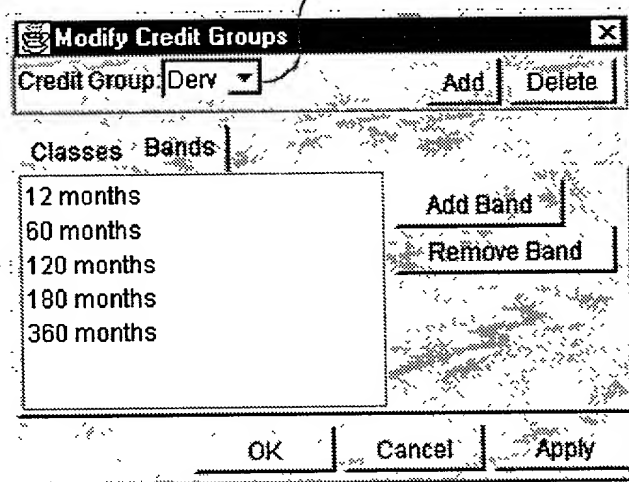 Modify Credit Groups
Credit Group: Derv Add Delete
Classes Bands
12 months
60 months
120 months
180 months
360 months
Add Band
Remove Band
OK Cancel Apply